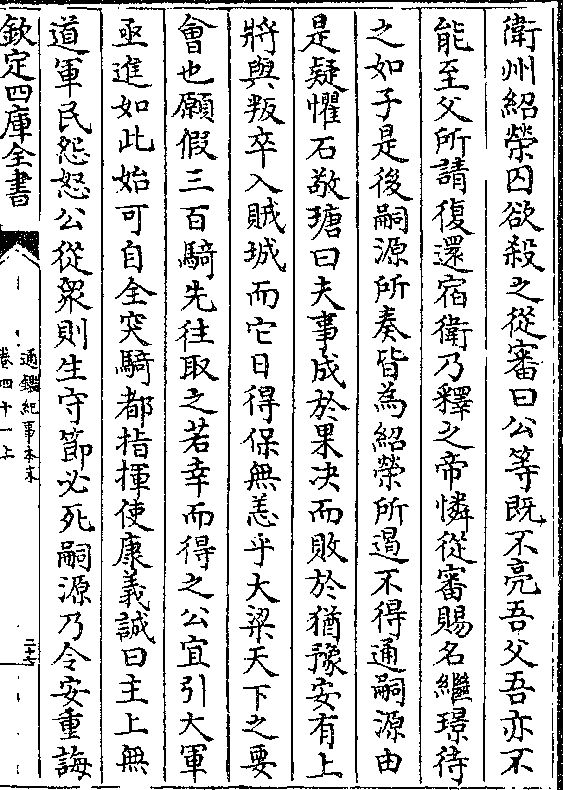 衛州紹榮囚欲殺之從審曰公等既不亮吾父吾亦不
能至父所請復還宿衛乃釋之帝憐從審賜名繼璟待
之如子是後嗣源所奏皆為紹榮所遏不得通嗣源由
是疑懼石敬瑭曰夫事成於果决而敗於猶豫安有上
將與叛卒入賊城而它日得保無恙乎大梁天下之要
會也願假三百騎先往取之若幸而得之公宜引大軍
亟進如此始可自全突騎都指揮使康義誠曰主上無
道軍民怨怒公從衆則生守節必死嗣源乃令安重誨
欽定四庫全書
通鑑紀事本末
卷四十一上
二十七